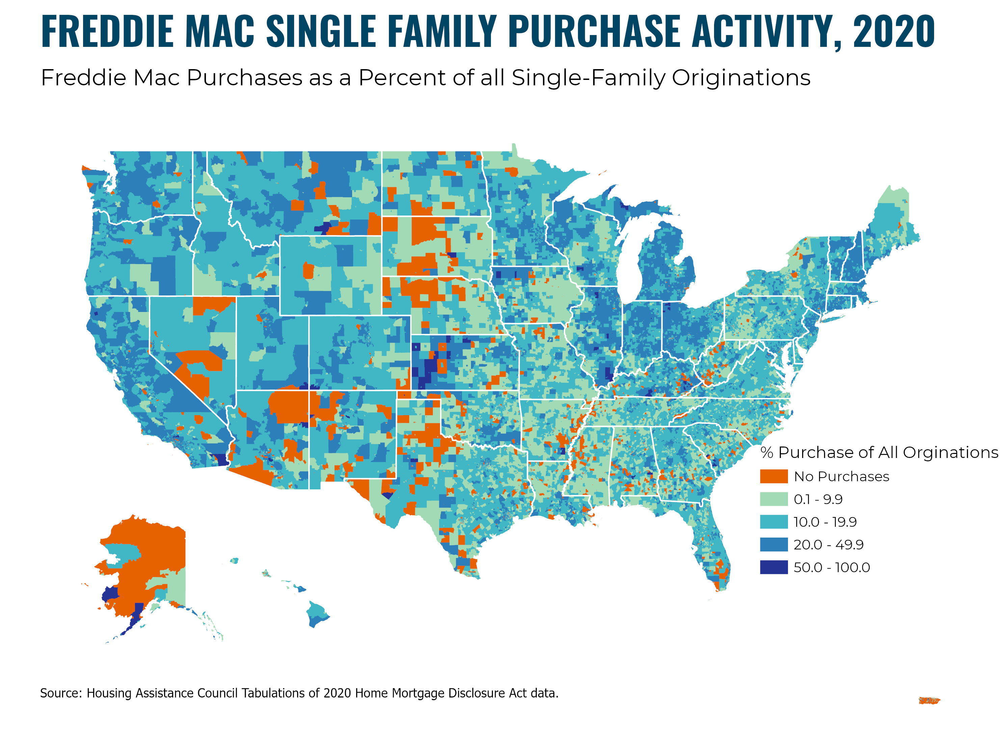 FREDDIE MAC SINGLE FAMILY PURCHASE ACTIVITY, 2020
Freddie Mac Purchases as a Percent of all Single-Family Originations
% Purchase of All Orginations
No Purchases
0.1 - 9.9
10.0 - 19.9
20.0 - 49.9
50.0 - 100.0
Source: Housing Assistance Council Tabulations of 2020 Home Mortgage Disclosure Act data.